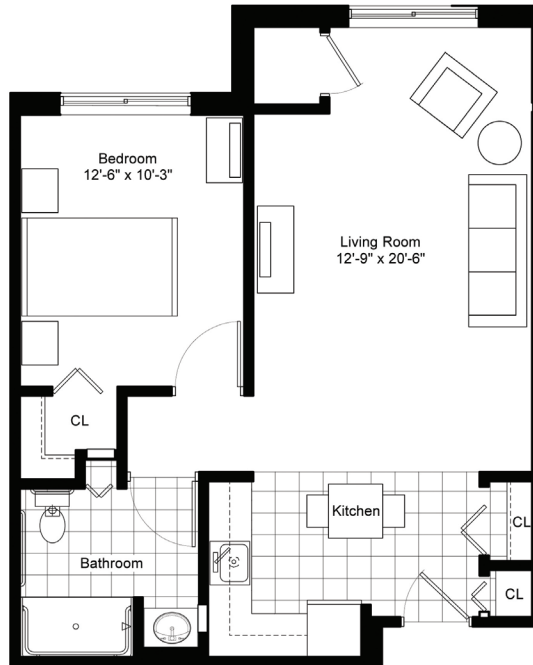 Bedroom
12'-6" x 10'-3"
Living Room
12'-9" x 20'-6"
CL
Kitchen
CL
Bathroom
CL